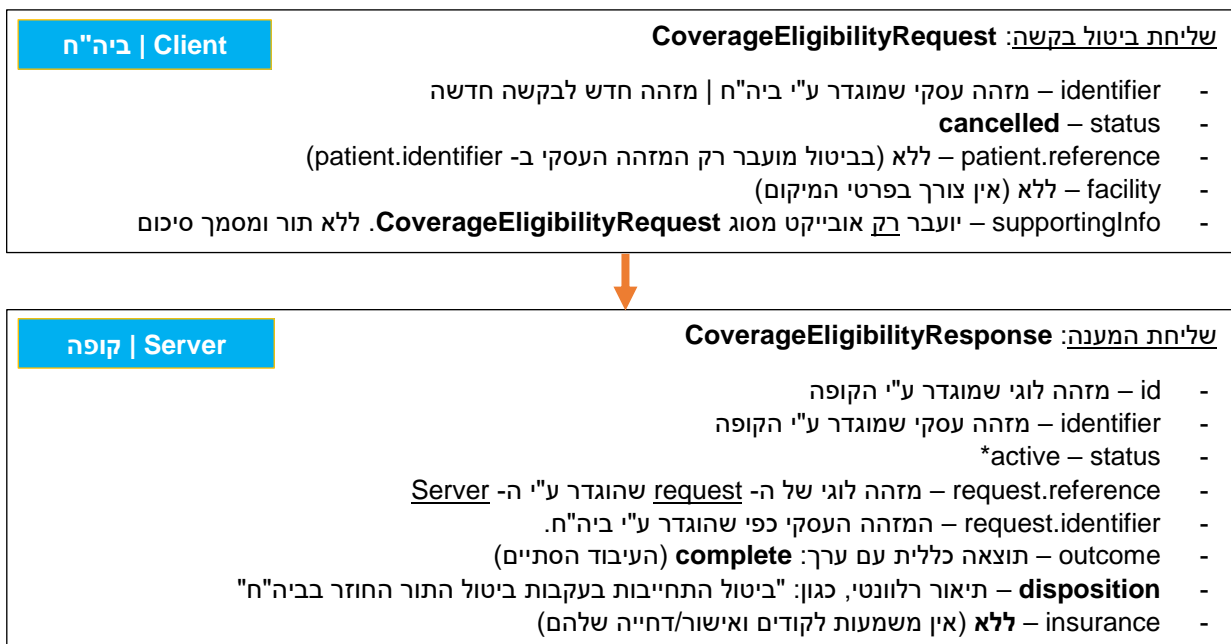 Client | ביה"ח
שליחת ביטול בקשה: CoverageEligibilityRequest
- identifier – מזהה עסקי שמוגדר ע"י ביה"ח | מזהה חדש לבקשה חדשה
- status – cancelled
- patient.reference – ללא (בביטול מועבר רק המזהה העסקי ב- patient.identifier)
- facility – ללא (אין צורך בפרטי המיקום)
- supportingInfo – יועבר רק אובייקט מסוג CoverageEligibilityRequest. ללא תור ומסמך סיכום
Server | קופה
שליחת המענה: CoverageEligibilityResponse
- id – מזהה לוגי שמוגדר ע"י הקופה
- identifier – מזהה עסקי שמוגדר ע"י הקופה
- status – active*
- request.reference – מזהה לוגי של ה- request שהוגדר ע"י ה- Server
- request.identifier – המזהה העסקי כפי שהוגדר ע"י ביה"ח.
- outcome – תוצאה כללית עם ערך: complete (העיבוד הסתיים)
- disposition – תיאור רלוונטי, כגון: "ביטול התחייבות בעקבות ביטול התור החוזר בביה"ח"
- insurance – ללא (אין משמעות לקודים ואישור/דחייה שלהם)